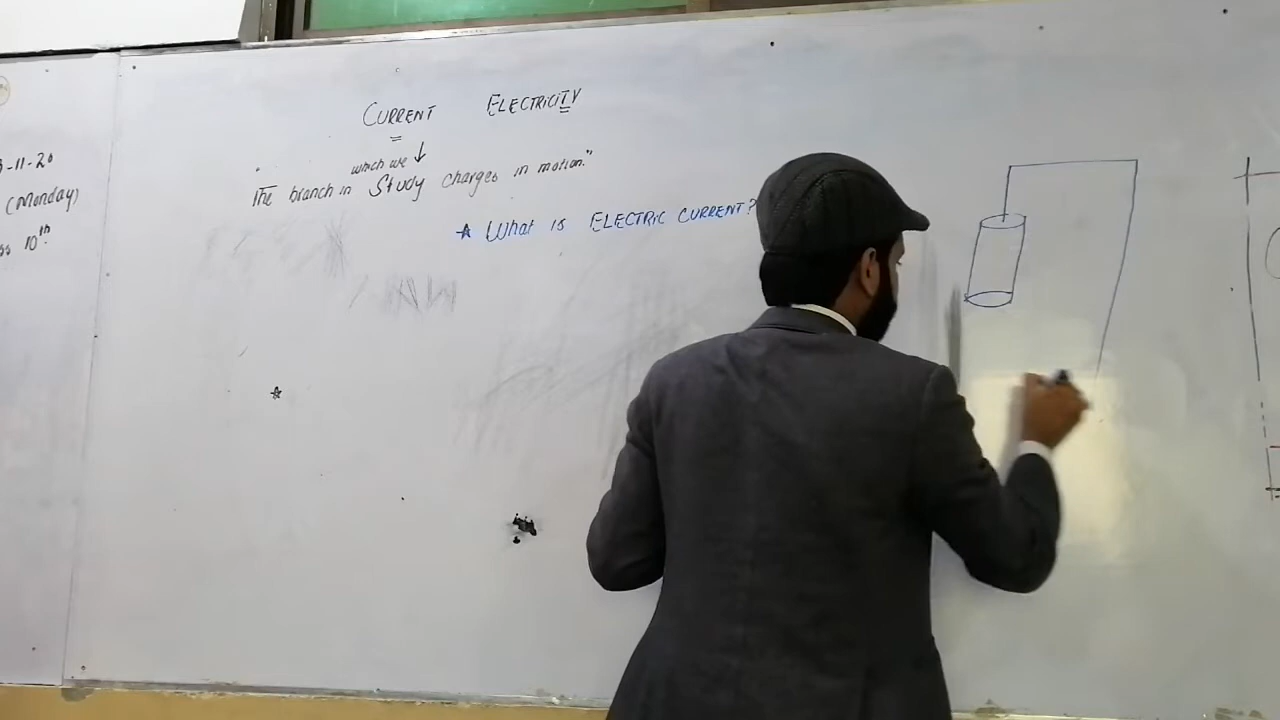 -11-20
(Monday)
10th
CURRENT ELECTRICITY
which we ↓
"The branch in Study charges in motion."
* What is ELECTRIC CURRENT?